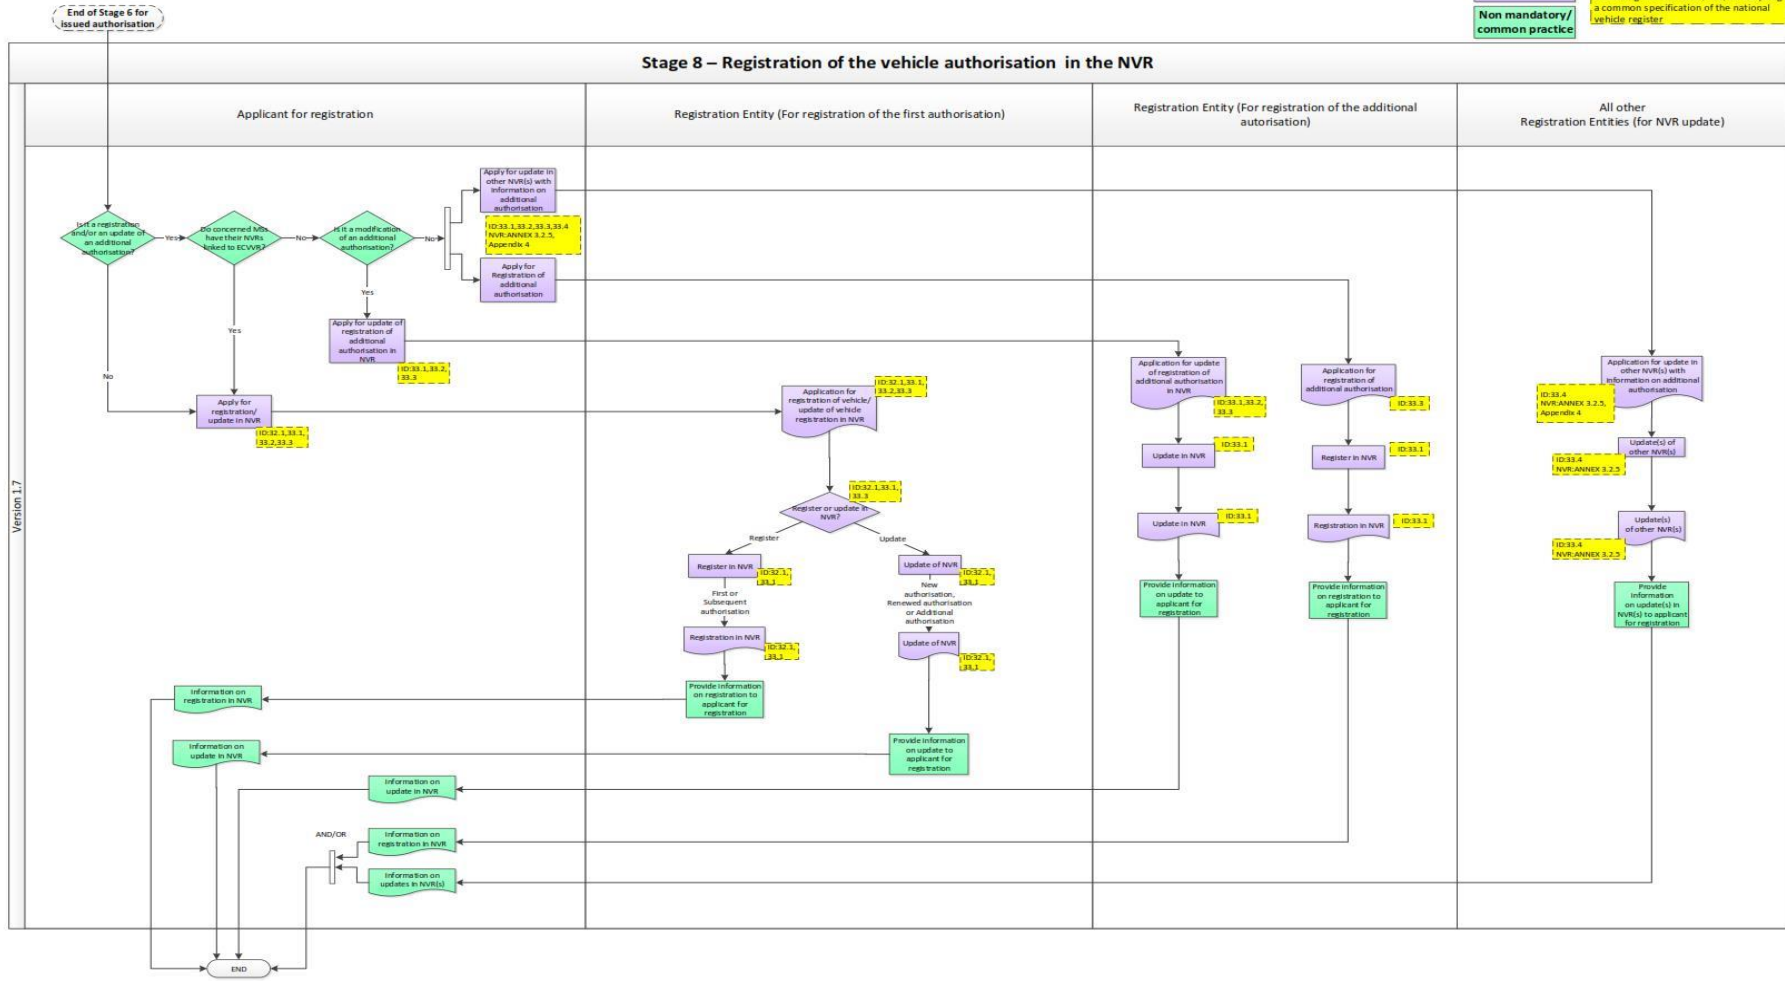 End of Stage 6 for
issued authorisation
Non mandatory/
common practice
a common specification of the national
vehicle register
Stage 8 – Registration of the vehicle authorisation in the NVR
Version 1.7
Applicant for registration
Registration Entity (For registration of the first authorisation)
Registration Entity (For registration of the additional
autorisation)
All other
Registration Entities (for NVR update)
Is it a registration
and/or an update of
an additional
authorisation?
Yes
Do concerned MSs
have their NVRs
linked to ECVVR?
No
Is it a modification
of an additional
authorisation?
No
Apply for update in
other NVR(s) with
information on
additional
authorisation
ID:33.1,33.2,33.3,33.4
NVR:ANNEX 3.2.5,
Appendix 4
Apply for
Registration of
additional
authorisation
Yes
Apply for update of
registration of
additional
authorisation in
NVR
ID:33.1,33.2,
33.3
Yes
No
Apply for
registration/
update in NVR
ID:32.1,33.1,
33.2,33.3
Application for
registration of vehicle/
update of vehicle
registration in NVR
ID:32.1,33.1,
33.2,33.3
Register or update in
NVR?
ID:32.1,33.1,
33.3
Register
Update
Register in NVR
ID:32.1,
33.1
First or
Subsequent
authorisation
Registration in NVR
ID:32.1,
33.1
Provide information
on registration to
applicant for
registration
Update of NVR
ID:32.1,
33.1
New
authorisation,
Renewed authorisation
or Additional
authorisation
Update of NVR
ID:32.1,
33.1
Provide information
on update to
applicant for
registration
Application for update
of registration of
additional authorisation
in NVR
ID:33.1,33.2,
33.3
Update in NVR
ID:33.1
Update in NVR
ID:33.1
Provide information
on update to
applicant for
registration
Application for
registration of
additional authorisation
ID:33.3
Register in NVR
ID:33.1
Registration in NVR
ID:33.1
Provide information
on registration to
applicant for
registration
Application for update in
other NVR(s) with
information on additional
authorisation
ID:33.4
NVR:ANNEX 3.2.5,
Appendix 4
Update(s) of
other NVR(s)
ID:33.4
NVR:ANNEX 3.2.5
Update(s)
of other NVR(s)
ID:33.4
NVR:ANNEX 3.2.5
Provide
information
on update(s) in
NVR(s) to applicant
for registration
Information on
registration in NVR
Information on
update in NVR
Information on
update in NVR
AND/OR
Information on
registration in NVR
Information on
updates in NVR(s)
END